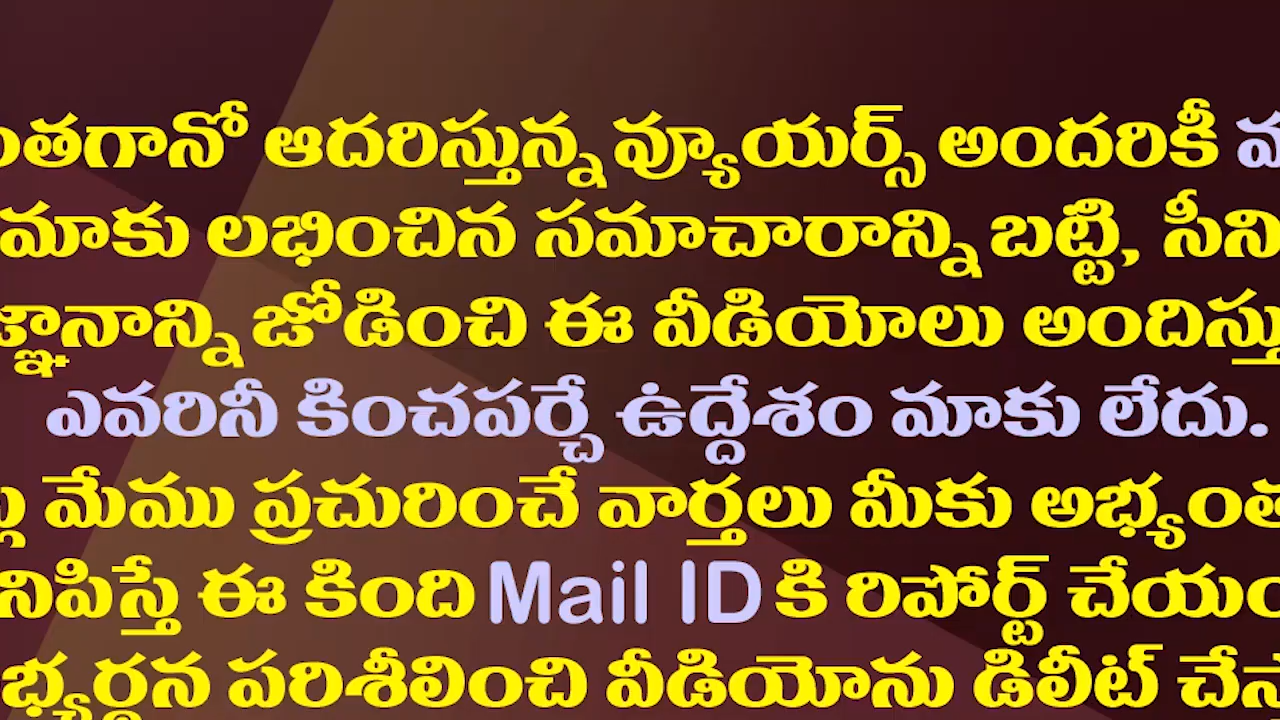 ంతగానో ఆదరిస్తున్న వ్యూయర్స్ అందరికీ
మాకు లభించిన సమాచారాన్ని బట్టి, సీని
జ్ఞానాన్ని జోడించి ఈ వీడియోలు అందిస్తు
ఎవరినీ కించపర్చే ఉద్దేశం మాకు లేదు.
మేము ప్రచురించే వార్తలు మీకు అభ్యంత
నిపిస్తే ఈ కింది Mail ID కి రిపోర్ట్ చేయం
భ్యర్థన పరిశీలించి వీడియోను డిలీట్ చేస